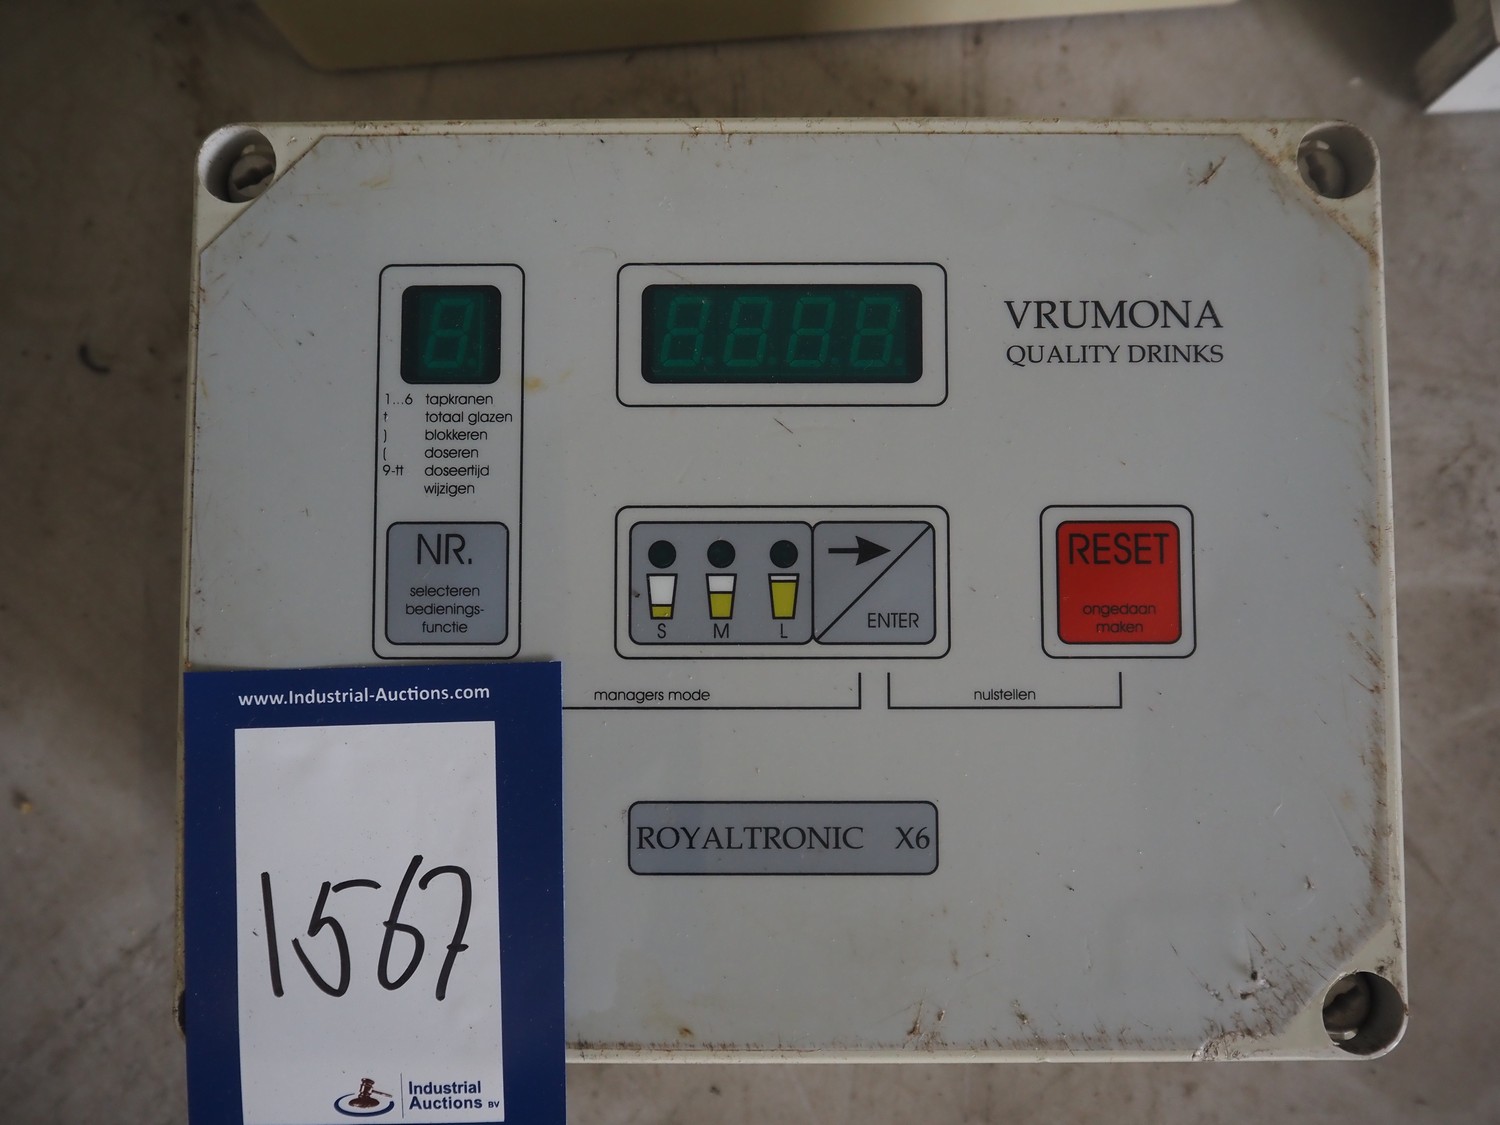 VRUMONA
QUALITY DRINKS
1...6 tapkranen
t totaal glazen
) blokkeren
( doseren
9-tt doseertijd
wijzigen
NR.
selecteren
bedienings-
functie
S M L
ENTER
RESET
ongedaan
maken
managers mode
nulstellen
ROYALTRONIC X6
www.Industrial-Auctions.com
1567
Industrial
Auctions BV